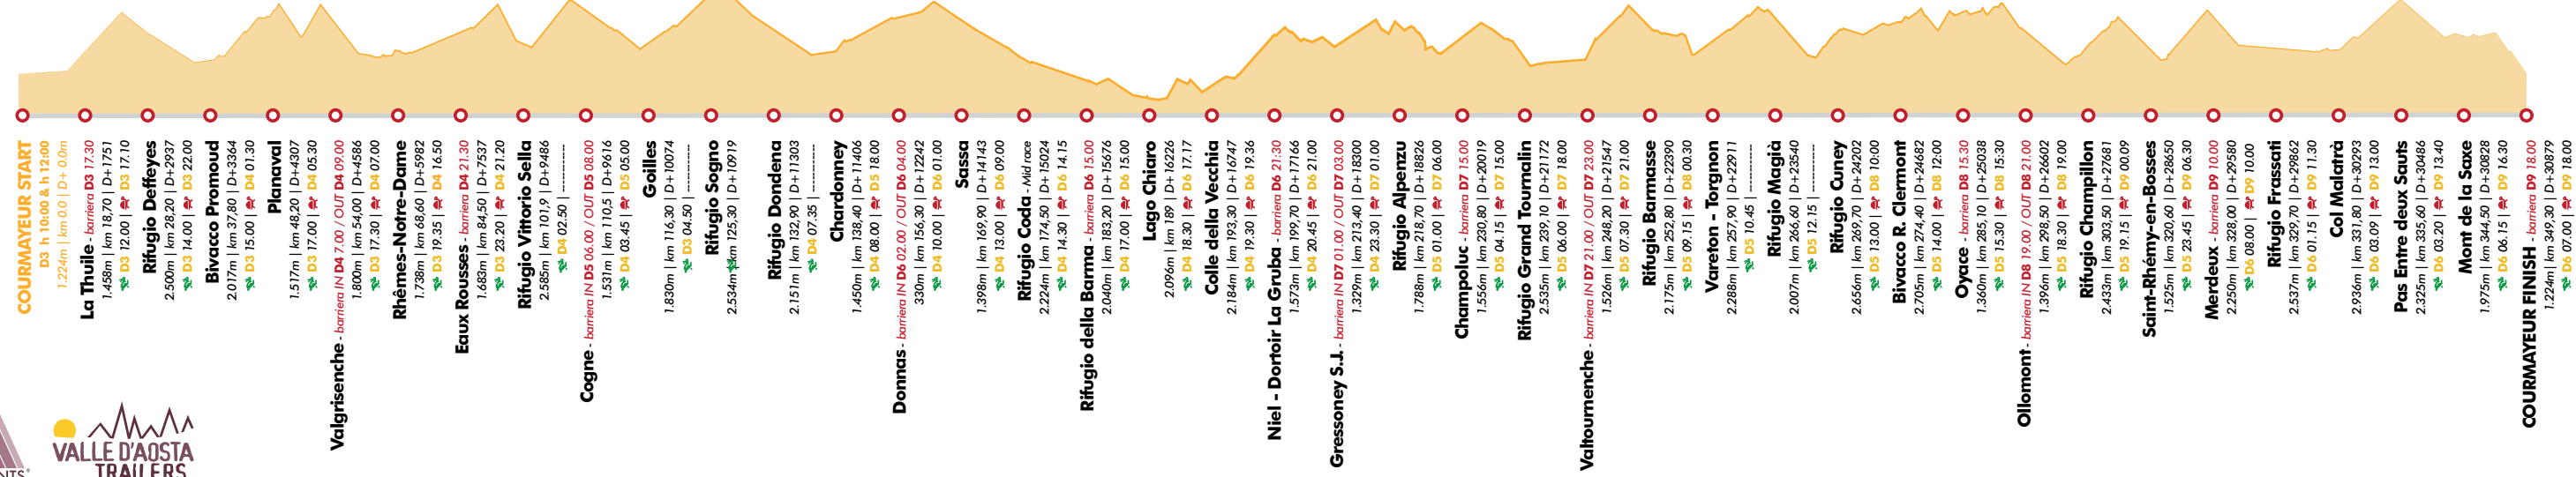 COURMAYEUR START
D3 h 10:00 & h 12:00
1.224m | km 0.0 | D+ 0.0m
La Thuile - barriera D3 17.30
1.458m | km 18,70 | D+1751
D3 12.00 | D3 17.10
Rifugio Deffeyes
2.500m | km 28,20 | D+2937
D3 14.00 | D3 22.00
Bivacco Promoud
2.017m | km 37,80 | D+3364
D3 15.00 | D4 01.30
Planaval
1.517m | km 48,20 | D+4307
D3 17.00 | D4 05.30
Valgrisenche - barriera IN D4 7.00 / OUT D4 09.00
1.800m | km 54,00 | D+4586
D3 17.30 | D4 07.00
Rhêmes-Notre-Dame
1.738m | km 68,60 | D+5982
D3 19.35 | D4 16.50
Eaux Rousses - barriera D4 21.30
1.683m | km 84,50 | D+7537
D3 23.20 | D4 21.20
Rifugio Vittorio Sella
2.585m | km 101,9 | D+9486
D4 02.50 | -----------
Cogne - barriera IN D5 06.00 / OUT D5 08.00
1.531m | km 110,5 | D+9616
D4 03.45 | D5 05.00
Goilles
1.830m | km 116,30 | D+10074
D3 04.50 | -----------
Rifugio Sogno
2.534m | km 125,30 | D+10919
Rifugio Dondena
2.151m | km 132,90 | D+11303
D4 07.35 | -----------
Chardonney
1.450m | km 138,40 | D+11406
D4 08.00 | D5 18.00
Donnas - barriera IN D6 02.00 / OUT D6 04.00
330m | km 156,30 | D+12242
D4 10.00 | D6 01.00
Sassa
1.398m | km 169,90 | D+14143
D4 13.00 | D6 09.00
Rifugio Coda - Mid race
2.224m | km 174,50 | D+15024
D4 14.30 | D6 14.15
Rifugio della Barma - barriera D6 15.00
2.040m | km 183,20 | D+15676
D4 17.00 | D6 15.00
Lago Chiaro
2.096m | km 189 | D+16226
D4 18.30 | D6 17.17
Colle della Vecchia
2.184m | km 193,30 | D+16747
D4 19.30 | D6 19.36
Niel - Dortoir La Gruba - barriera D6 21:30
1.573m | km 199,70 | D+17166
D4 20.45 | D6 21.00
Gressoney S.J. - barriera IN D7 01.00 / OUT D7 03.00
1.329m | km 213,40 | D+18300
D4 23.30 | D7 01.00
Rifugio Alpenzu
1.788m | km 218,70 | D+18826
D5 01.00 | D7 06.00
Champoluc - barriera D7 15.00
1.556m | km 230,80 | D+20019
D5 04.15 | D7 15.00
Rifugio Grand Tournalin
2.535m | km 239,10 | D+21172
D5 06.00 | D7 18.00
Valtournenche - barriera IN D7 21.00 / OUT D7 23.00
1.526m | km 248,20 | D+21547
D5 07.30 | D7 21.00
Rifugio Barmasse
2.175m | km 252,80 | D+22390
D5 09.15 | D8 00.30
Vareton - Torgnon
2.288m | km 257,90 | D+22911
D5 10.45 | -----------
Rifugio Magià
2.007m | km 266,60 | D+23540
D5 12.15 | -----------
Rifugio Cuney
2.656m | km 269,70 | D+24202
D5 13.00 | D8 10:00
Bivacco R. Clermont
2.705m | km 274,40 | D+24682
D5 14.00 | D8 12:00
Oyace - barriera D8 15.30
1.360m | km 285,10 | D+25038
D5 15.30 | D8 15:30
Ollomont - barriera IN D8 19.00 / OUT D8 21.00
1.396m | km 298,50 | D+26602
D5 18.30 | D8 19.00
Rifugio Champillon
2.433m | km 303,50 | D+27681
D5 19.15 | D9 00.09
Saint-Rhémy-en-Bosses
1.525m | km 320,60 | D+28650
D5 23.45 | D9 06.30
Merdeux - barriera D9 10.00
2.250m | km 328,00 | D+29580
D6 08.00 | D9 10.00
Rifugio Frassati
2.537m | km 329,70 | D+29862
D6 01.15 | D9 11.30
Col Malatrà
2.936m | km 331,80 | D+30293
D6 03.09 | D9 13.00
Pas Entre deux Sauts
2.325m | km 335,60 | D+30486
D6 03.20 | D9 13.40
Mont de la Saxe
1.975m | km 344,50 | D+30828
D6 06.15 | D9 16.30
COURMAYEUR FINISH - barriera D9 18.00
1.224m | km 349,30 | D+30879
D6 07.00 | D9 18.00
VALLE D'AOSTA
TRAILERS
NTS®